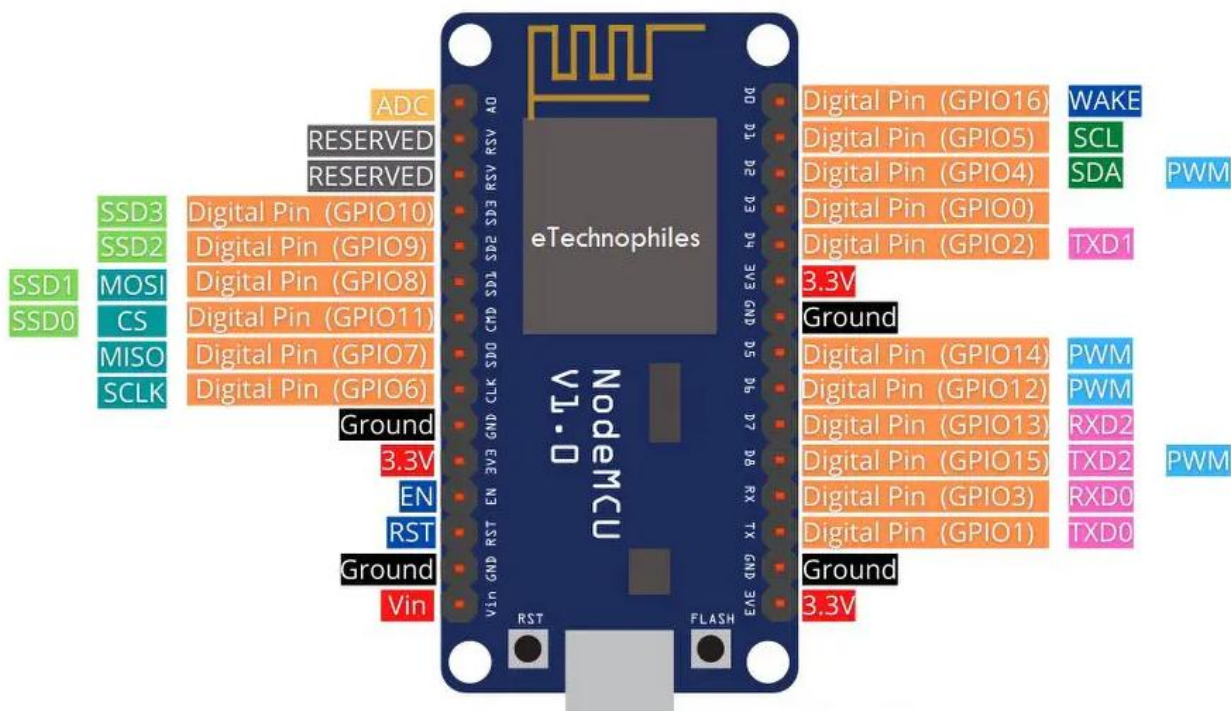 ADC A0 D0 Digital Pin (GPIO16) WAKE
RESERVED RSV D1 Digital Pin (GPIO5) SCL
RESERVED RSV D2 Digital Pin (GPIO4) SDA PWM
SSD3 Digital Pin (GPIO10) SD3 D3 Digital Pin (GPIO0)
SSD2 Digital Pin (GPIO9) SD2 D4 Digital Pin (GPIO2) TXD1
eTechnophiles
SSD1 MOSI Digital Pin (GPIO8) SD1 3V3 3.3V
SSD0 CS Digital Pin (GPIO11) CMD GND Ground
MISO Digital Pin (GPIO7) SD0 D5 Digital Pin (GPIO14) PWM
SCLK Digital Pin (GPIO6) CLK D6 Digital Pin (GPIO12) PWM
Ground GND D7 Digital Pin (GPIO13) RXD2
3.3V 3V3 D8 Digital Pin (GPIO15) TXD2 PWM
EN EN RX Digital Pin (GPIO3) RXD0
RST RST TX Digital Pin (GPIO1) TXD0
Ground GND GND Ground
Vin Vin 3V3 3.3V
NodeMCU
V1.0
RST FLASH